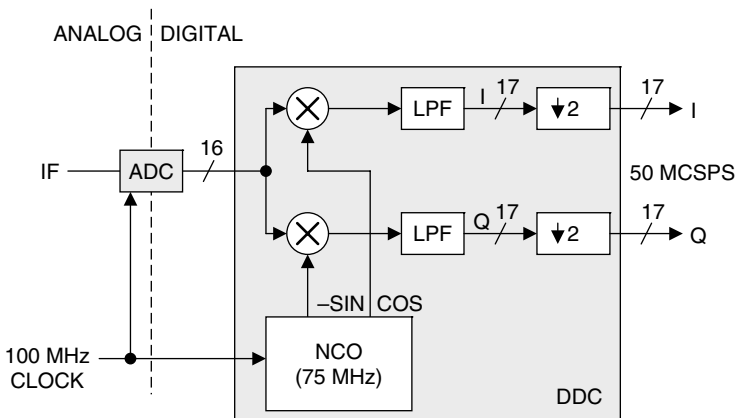 ANALOG DIGITAL
17 17
LPF I ↓2 I
16
IF ADC 50 MCSPS
17 17
LPF Q ↓2 Q
–SIN COS
100 MHz
CLOCK
NCO
(75 MHz)
DDC